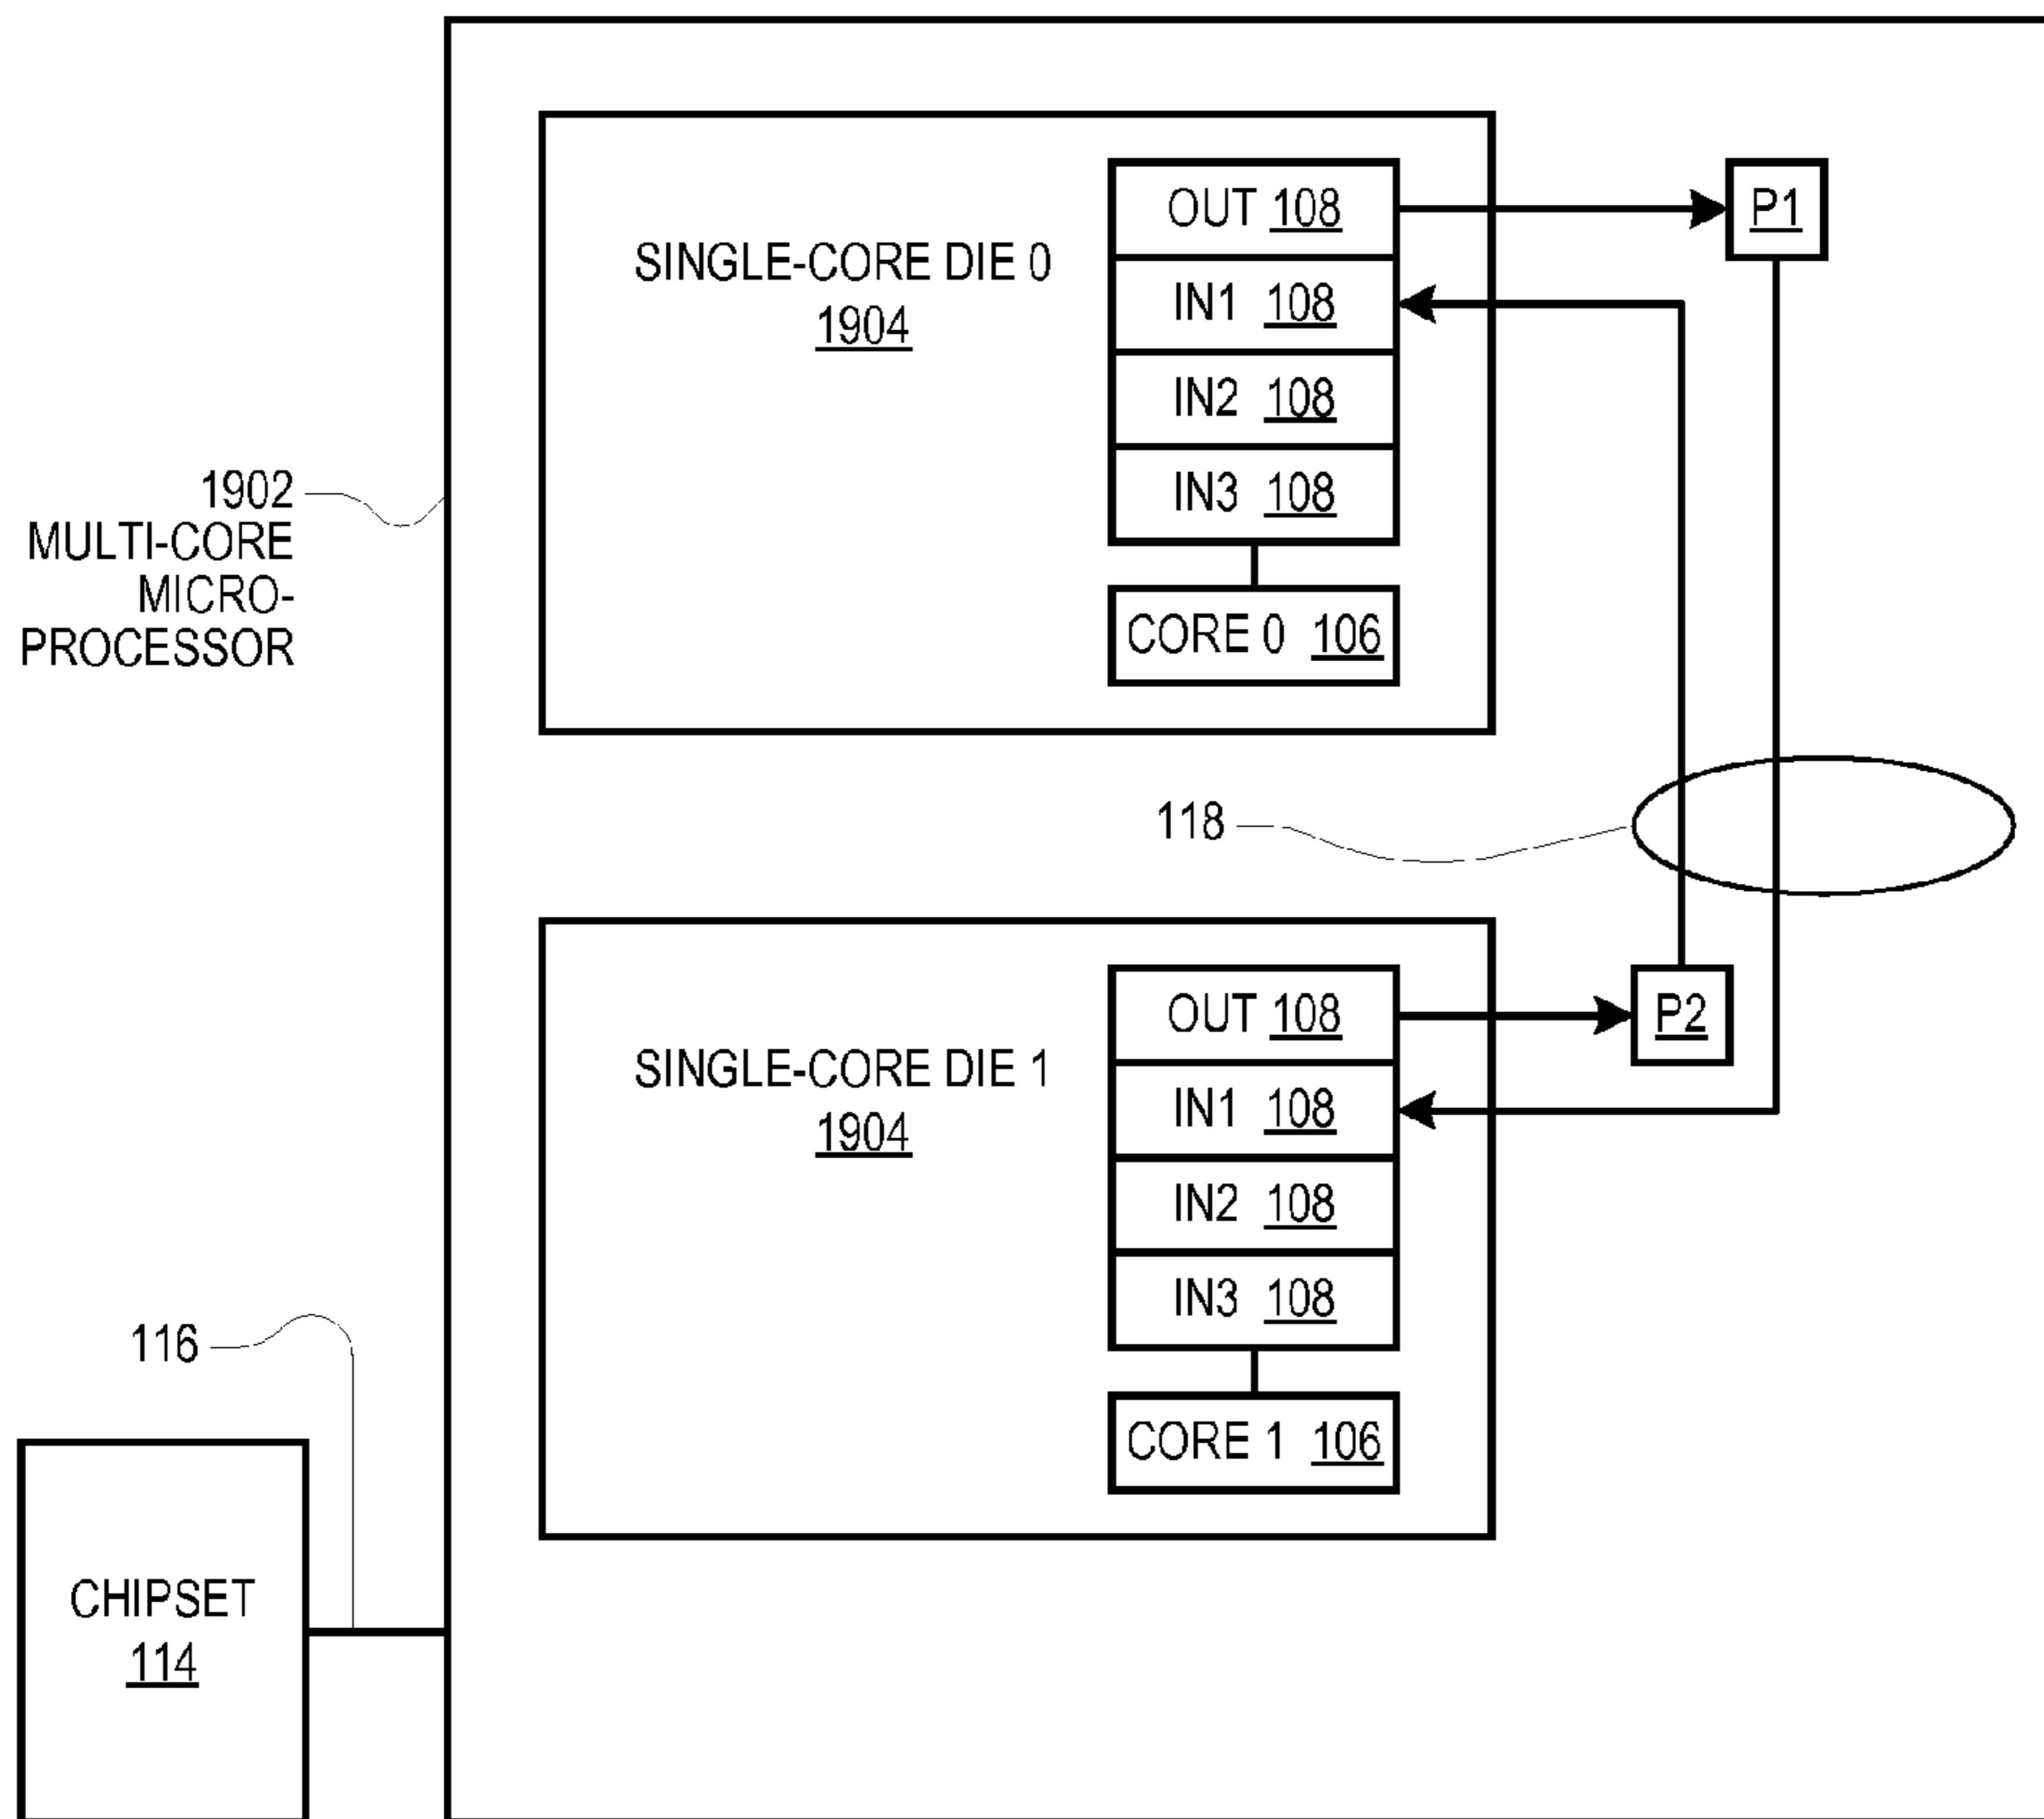 OUT 108
P1
SINGLE-CORE DIE 0
1904
IN1 108
IN2 108
IN3 108
1902
MULTI-CORE
MICRO-
PROCESSOR
CORE 0 106
118
OUT 108
P2
SINGLE-CORE DIE 1
1904
IN1 108
IN2 108
IN3 108
116
CORE 1 106
CHIPSET
114